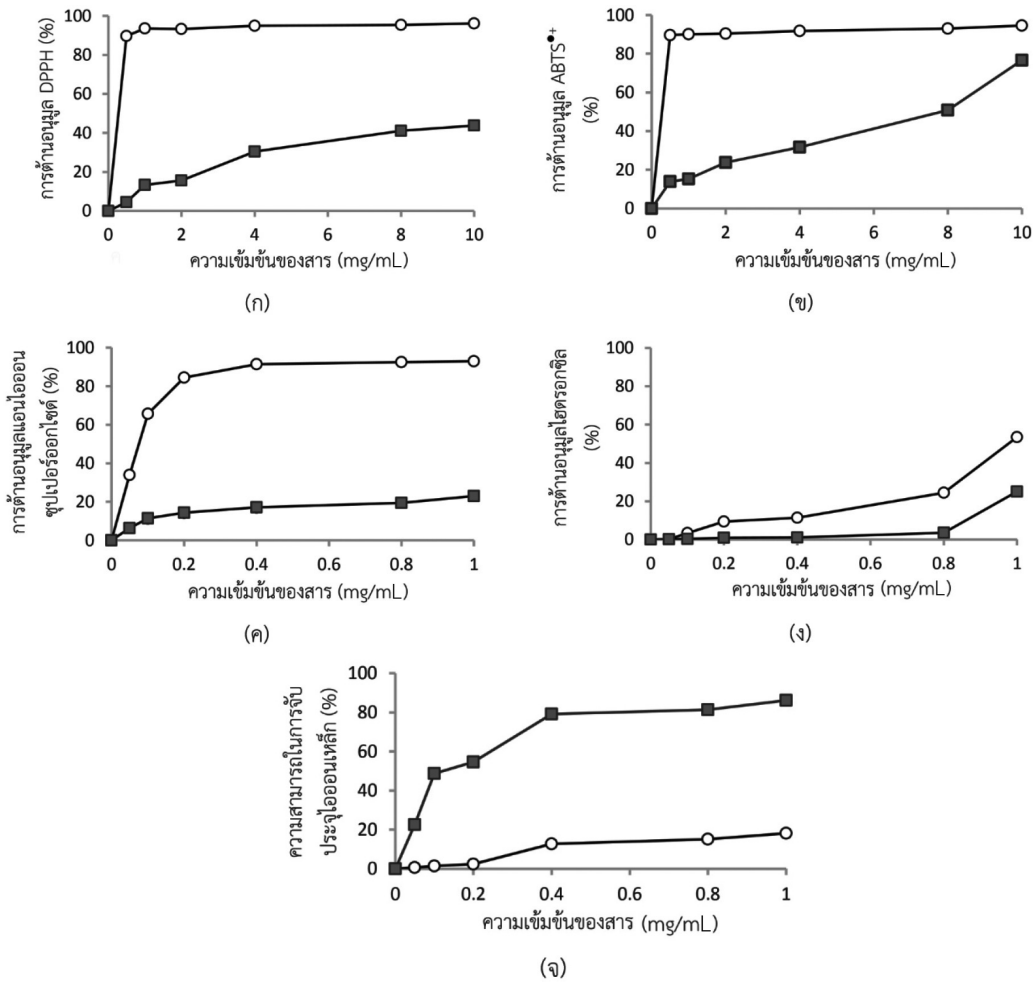 การต้านอนุมูล DPPH (%)
100
80
60
40
20
0
0 2 4 6 8 10
ความเข้มข้นของสาร (mg/mL)
(ก)
การต้านอนุมูล ABTS●+
(%)
100
80
60
40
20
0
0 2 4 6 8 10
ความเข้มข้นของสาร (mg/mL)
(ข)
การต้านอนุมูลแอนไอออน
ซุปเปอร์ออกไซด์ (%)
100
80
60
40
20
0
0 0.2 0.4 0.6 0.8 1
ความเข้มข้นของสาร (mg/mL)
(ค)
การต้านอนุมูลไฮดรอกซิล
(%)
100
80
60
40
20
0
0 0.2 0.4 0.6 0.8 1
ความเข้มข้นของสาร (mg/mL)
(ง)
ความสามารถในการจับ
ประจุไอออนเหล็ก (%)
100
80
60
40
20
0
0 0.2 0.4 0.6 0.8 1
ความเข้มข้นของสาร (mg/mL)
(จ)